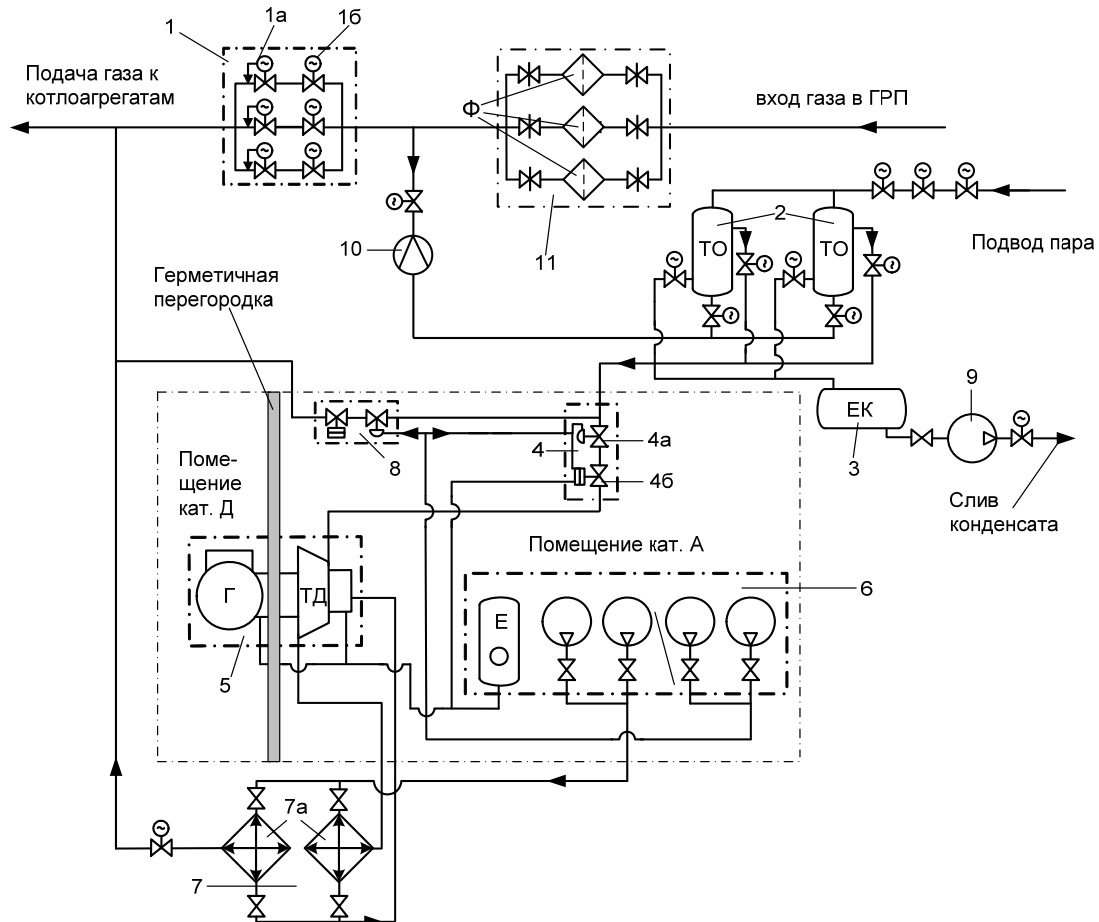 1
1а
1б
Подача газа к
котлоагрегатам
Ф
вход газа в ГРП
11
10
2
ТО
ТО
Подвод пара
Герметичная
перегородка
9
ЕК
3
4а
4
4б
8
Слив
конденсата
Поме-
щение
кат. Д
Помещение кат. А
6
Г
ТД
Е
5
7а
7